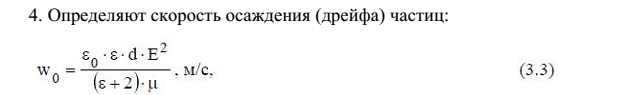 4. Определяют скорость осаждения (дрейфа) частиц:
w₀ = (ε₀ · ε · d · E²) / ((ε + 2) · μ) , м/с, (3.3)